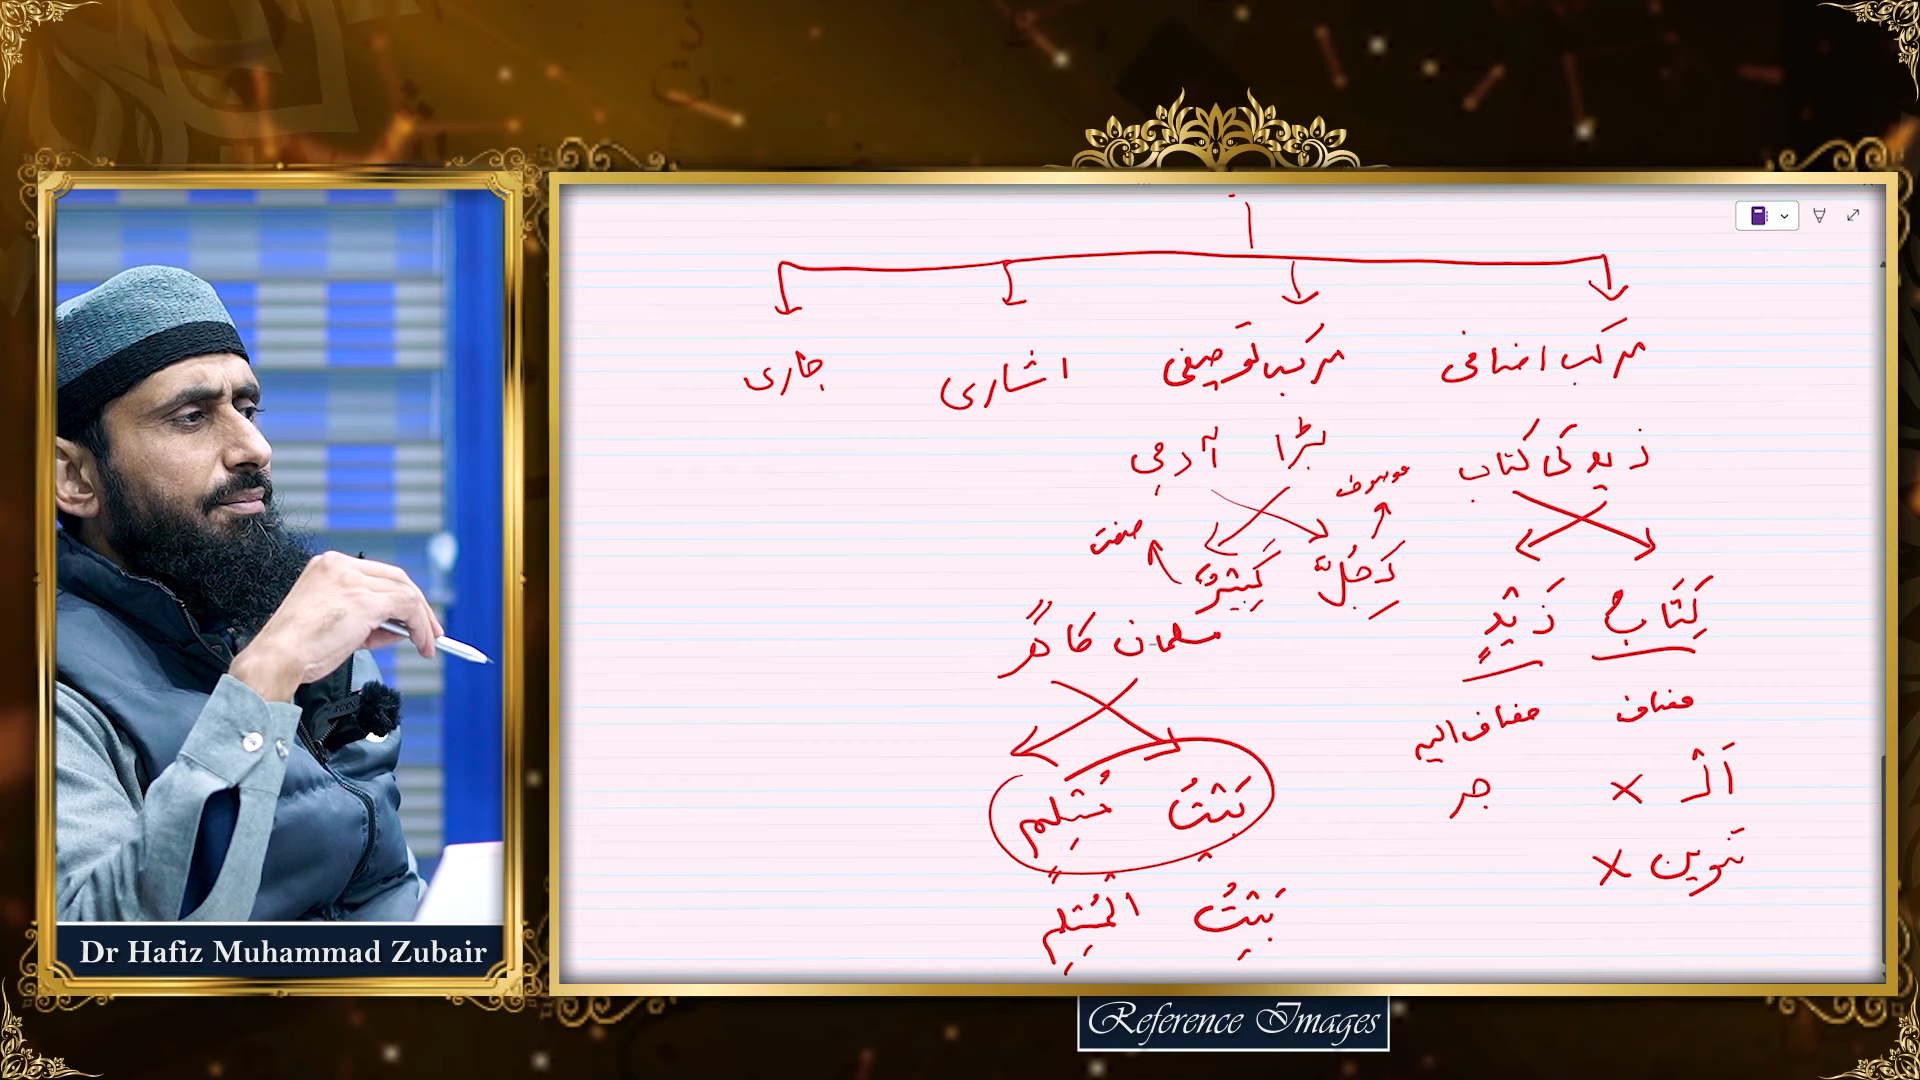 مرکب اضافی مرکب توصیفی اشاری جاری
زید کی کتاب بڑا آدمی
موصوف صفت
رَجُلٌ كَبِيْرٌ
كِتَابُ زَيْدٍ
مسلمان کا گھر
مضاف مضاف الیہ
اَلْ × جر
بَيْتُ مُسْلِمٍ
تنوین ×
بَيْتُ الْمُسْلِمِ
Dr Hafiz Muhammad Zubair
Reference Images